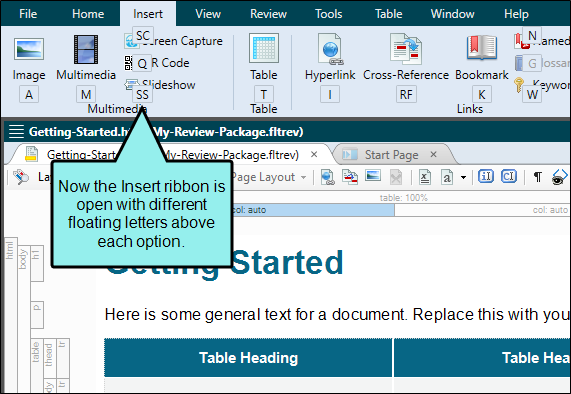 File Home Insert View Review Tools Table Window Help
SC Screen Capture N Named
Q QR Code G Glossar
SS Slideshow Keywor
Image Multimedia Table Hyperlink Cross-Reference Bookmark
A M T I RF K W
Multimedia Table Links
Getting-Started.h My-Review-Package.fltrev)
Getting-Start My-Review-Package.fltrev) × Start Page ×
Page Layout
table: 100%
col: auto col: auto
Now the Insert ribbon is
open with different
floating letters above
each option.
html body h1
Getting Started
p
Here is some general text for a document. Replace this with you
table thead tr
Table Heading Table Hea
tr